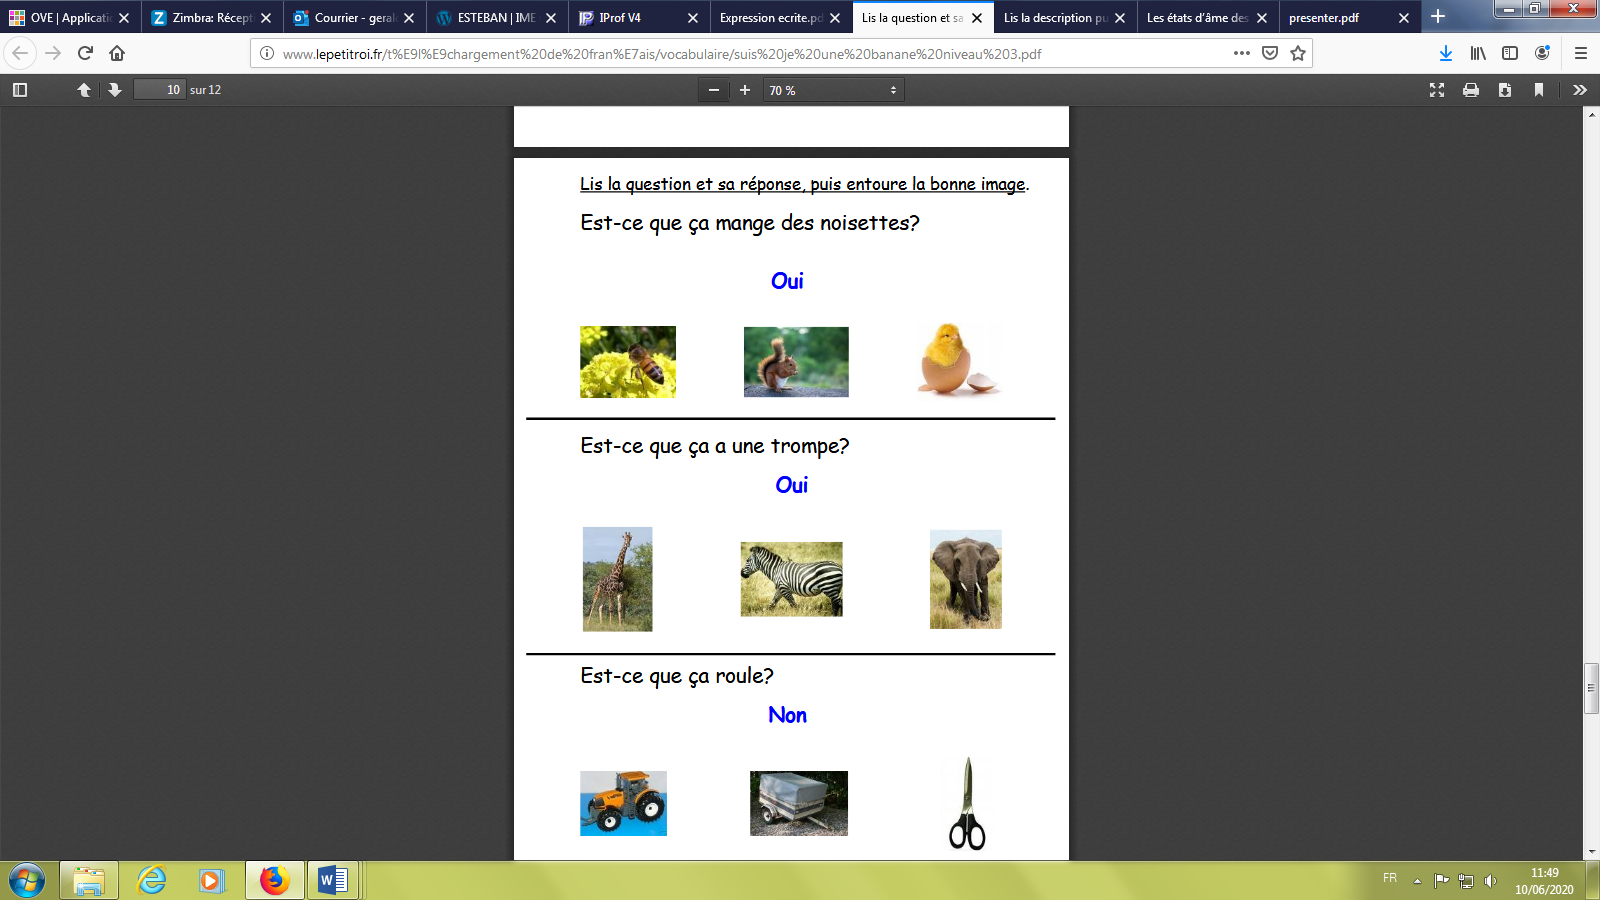 OVE | Applicati
Zimbra: Récept
Courrier - geral
ESTEBAN | IME
IProf V4
Expression ecrite.pd
Lis la question et sa
Lis la description pu
Les états d'âme des
presenter.pdf
www.lepetitroi.fr/t%E9l%E9chargement%20de%20fran%E7ais/vocabulaire/suis%20je%20une%20banane%20niveau%203.pdf
10 sur 12
70 %
Lis la question et sa réponse, puis entoure la bonne image.
Est-ce que ça mange des noisettes?
Oui
Est-ce que ça a une trompe?
Oui
Est-ce que ça roule?
Non
FR
11:49
10/06/2020